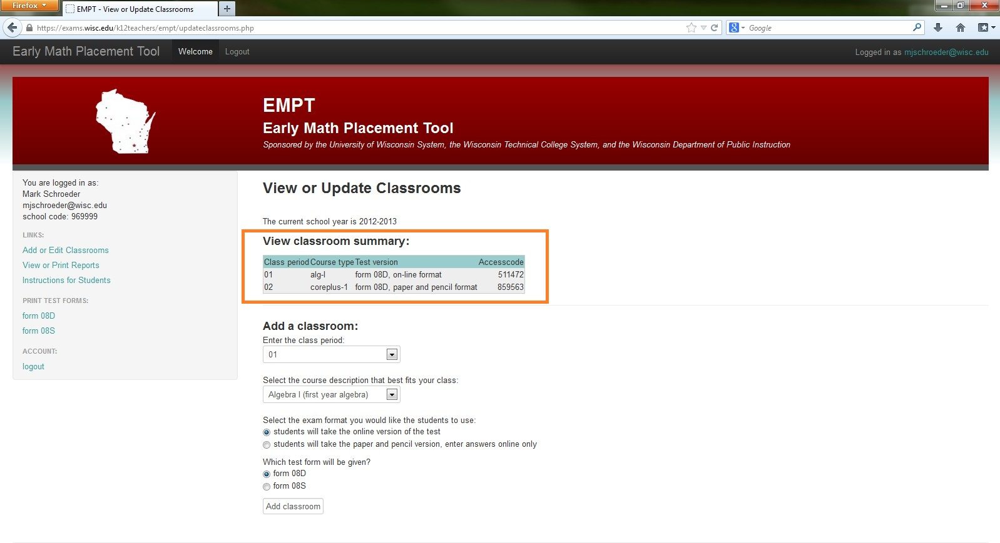 Firefox
EMPT - View or Update Classrooms
https://exams.wisc.edu/k12teachers/empt/updateclassrooms.php
Google
Early Math Placement Tool
Welcome
Logout
Logged in as mjschroeder@wisc.edu
EMPT
Early Math Placement Tool
Sponsored by the University of Wisconsin System, the Wisconsin Technical College System, and the Wisconsin Department of Public Instruction
You are logged in as:
Mark Schroeder
mjschroeder@wisc.edu
school code: 969999
LINKS:
Add or Edit Classrooms
View or Print Reports
Instructions for Students
PRINT TEST FORMS:
form 08D
form 08S
ACCOUNT:
logout
View or Update Classrooms
The current school year is 2012-2013
View classroom summary:
Class period Course type Test version Accesscode
01 alg-I form 08D, on-line format 511472
02 coreplus-1 form 08D, paper and pencil format 859563
Add a classroom:
Enter the class period:
01
Select the course description that best fits your class:
Algebra I (first year algebra)
Select the exam format you would like the students to use:
students will take the online version of the test
students will take the paper and pencil version, enter answers online only
Which test form will be given?
form 08D
form 08S
Add classroom